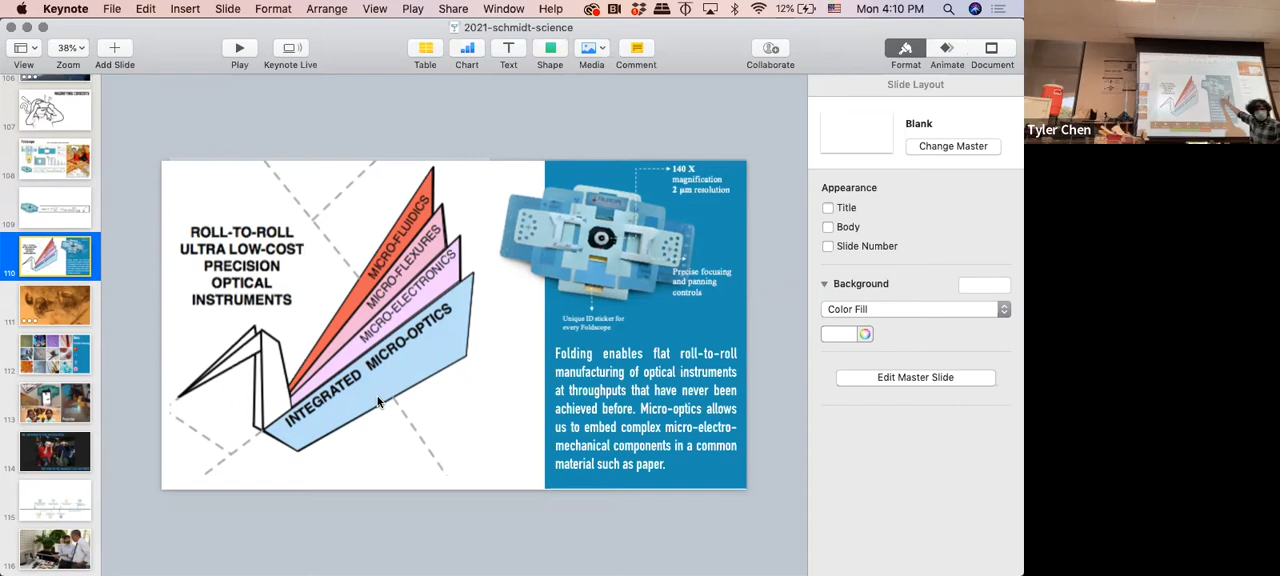 Keynote File Edit Insert Slide Format Arrange View Play Share Window Help 12% Mon 4:10 PM
2021-schmidt-science
38%
View Zoom Add Slide Play Keynote Live Table Chart Text Shape Media Comment Collaborate Format Animate Document
106
107
108
109
110
111
112
113
114
115
116
ROLL-TO-ROLL
ULTRA LOW-COST
PRECISION
OPTICAL
INSTRUMENTS
MICRO-FLUIDICS
MICRO-FLEXURES
MICRO-ELECTRONICS
INTEGRATED MICRO-OPTICS
140 X
magnification
2 μm resolution
Precise focusing
and panning
controls
Unique ID sticker for
every Foldscope
Folding enables flat roll-to-roll
manufacturing of optical instruments
at throughputs that have never been
achieved before. Micro-optics allows
us to embed complex micro-electro-
mechanical components in a common
material such as paper.
Slide Layout
Blank
Change Master
Appearance
Title
Body
Slide Number
Background
Color Fill
Edit Master Slide
Tyler Chen